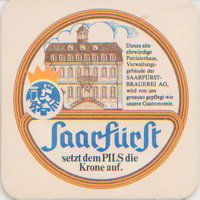 Dieses alte
ehrwürdige
Patrizierhaus,
Verwaltungs-
gebäude der
SAARFÜRST-
BRAUEREI AG,
wird von uns
genauso gepflegt wie
unsere Gastronomie.
Saarfürst
setzt dem PILS die
Krone auf.